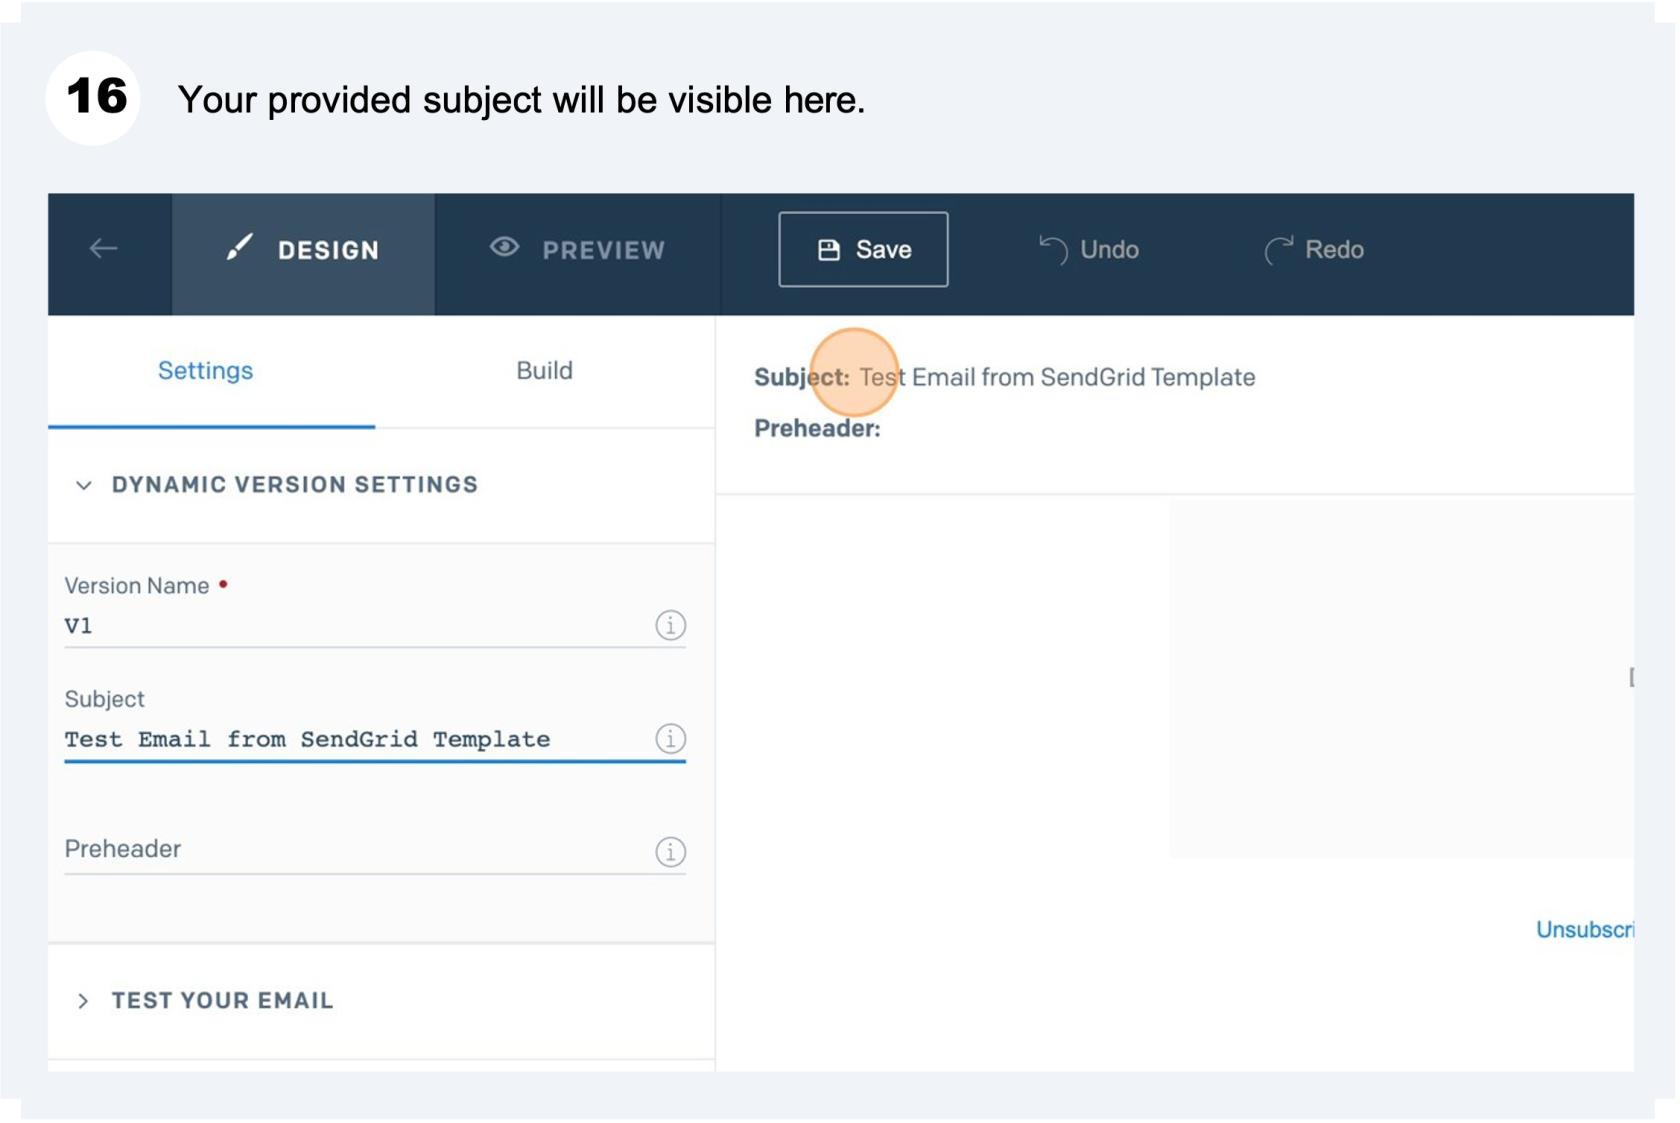 16 Your provided subject will be visible here.
DESIGN PREVIEW Save Undo Redo
Settings Build
Subject: Test Email from SendGrid Template
Preheader:
DYNAMIC VERSION SETTINGS
Version Name •
V1
Subject
Test Email from SendGrid Template
Preheader
TEST YOUR EMAIL